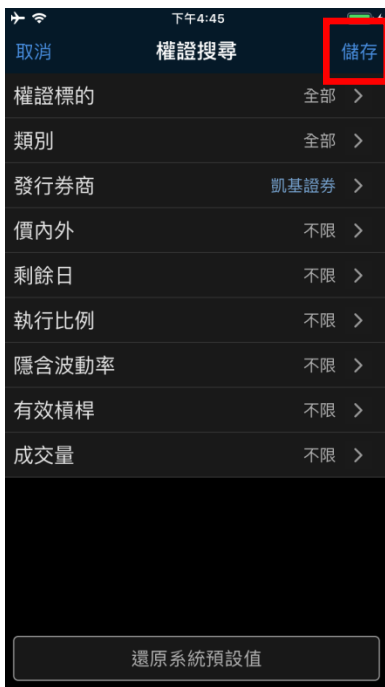 下午4:45
取消 權證搜尋 儲存
權證標的 全部
類別 全部
發行券商 凱基證券
價內外 不限
剩餘日 不限
執行比例 不限
隱含波動率 不限
有效槓桿 不限
成交量 不限
還原系統預設值